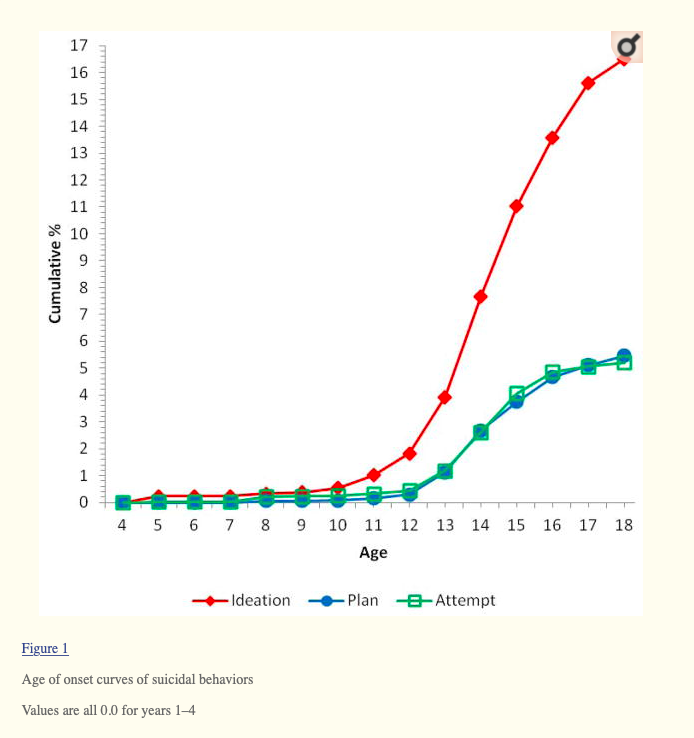 17
16
15
14
13
12
11
10
9
8
7
6
5
4
3
2
1
0
Cumulative %
4 5 6 7 8 9 10 11 12 13 14 15 16 17 18
Age
Ideation Plan Attempt
Figure 1
Age of onset curves of suicidal behaviors
Values are all 0.0 for years 1–4